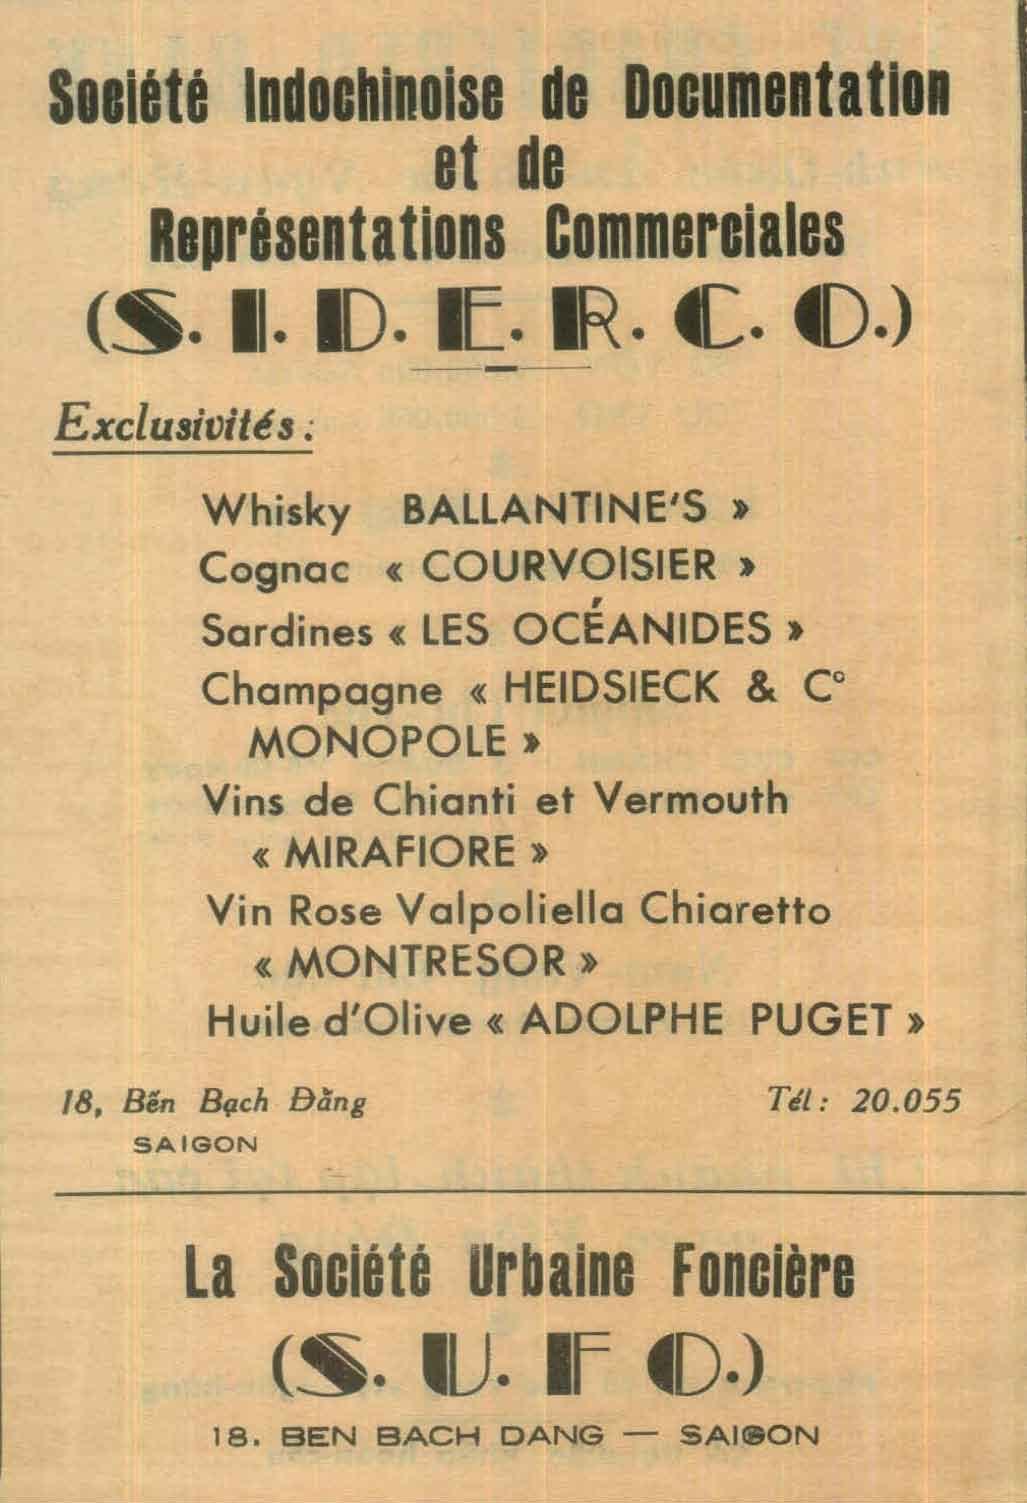 Société Indochinoise de Documentation
et de
Représentations Commerciales
(S. I. D. E. R. C. O.)
Exclusivités :
Whisky BALLANTINE'S »
Cognac « COURVOISIER »
Sardines « LES OCÉANIDES »
Champagne « HEIDSIECK & C°
MONOPOLE »
Vins de Chianti et Vermouth
« MIRAFIORE »
Vin Rose Valpoliella Chiaretto
« MONTRESOR »
Huile d'Olive « ADOLPHE PUGET »
18, Bến Bạch Đằng
Tél : 20.055
SAIGON
La Société Urbaine Foncière
(S. U. F O.)
18. BEN BACH DANG — SAIGON